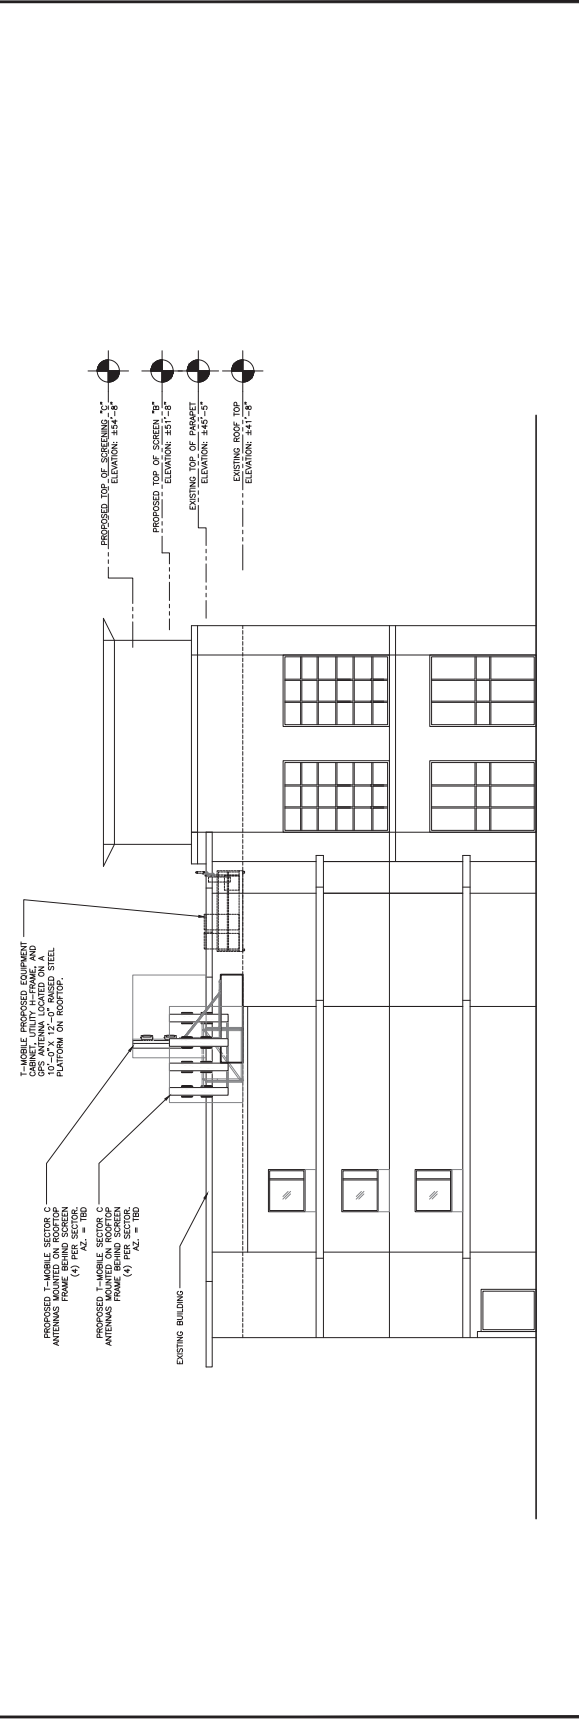 PROPOSED T-MOBILE SECTOR C
ANTENNAS MOUNTED ON ROOFTOP
FRAME BEHIND SCREEN
(4) PER SECTOR.
AZ. = TBD
PROPOSED T-MOBILE SECTOR C
ANTENNAS MOUNTED ON ROOFTOP
FRAME BEHIND SCREEN
(4) PER SECTOR.
AZ. = TBD
EXISTING BUILDING
T-MOBILE PROPOSED EQUIPMENT
CABINET, UTILITY H-FRAME, AND
GPS ANTENNA LOCATED ON A
10'-0" X 12'-0" RAISED STEEL
PLATFORM ON ROOFTOP.
PROPOSED TOP OF SCREENING "C"
ELEVATION: ±54'-8"
PROPOSED TOP OF SCREEN "B"
ELEVATION: ±51'-8"
EXISTING TOP OF PARAPET
ELEVATION: ±45'-5"
EXISTING ROOF TOP
ELEVATION: ±41'-8"